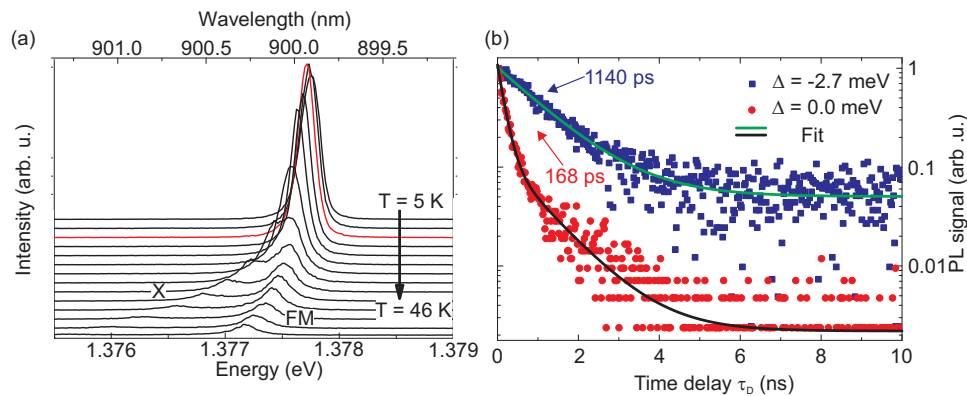 (a)
Wavelength (nm)
901.0 900.5 900.0 899.5
Intensity (arb. u.)
T = 5 K
X
T = 46 K
FM
1.376 1.377 1.378 1.379
Energy (eV)
(b)
1140 ps
168 ps
Δ = -2.7 meV
Δ = 0.0 meV
Fit
1
0.1
0.01
PL signal (arb .u.)
0 2 4 6 8 10
Time delay τD (ns)